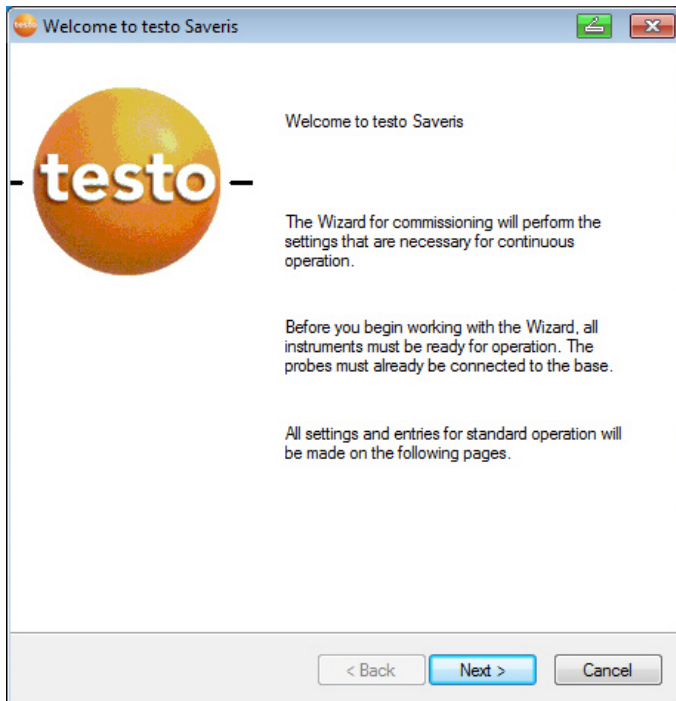 testo Welcome to testo Saveris
testo
Welcome to testo Saveris
The Wizard for commissioning will perform the
settings that are necessary for continuous
operation.
Before you begin working with the Wizard, all
instruments must be ready for operation. The
probes must already be connected to the base.
All settings and entries for standard operation will
be made on the following pages.
< Back Next > Cancel